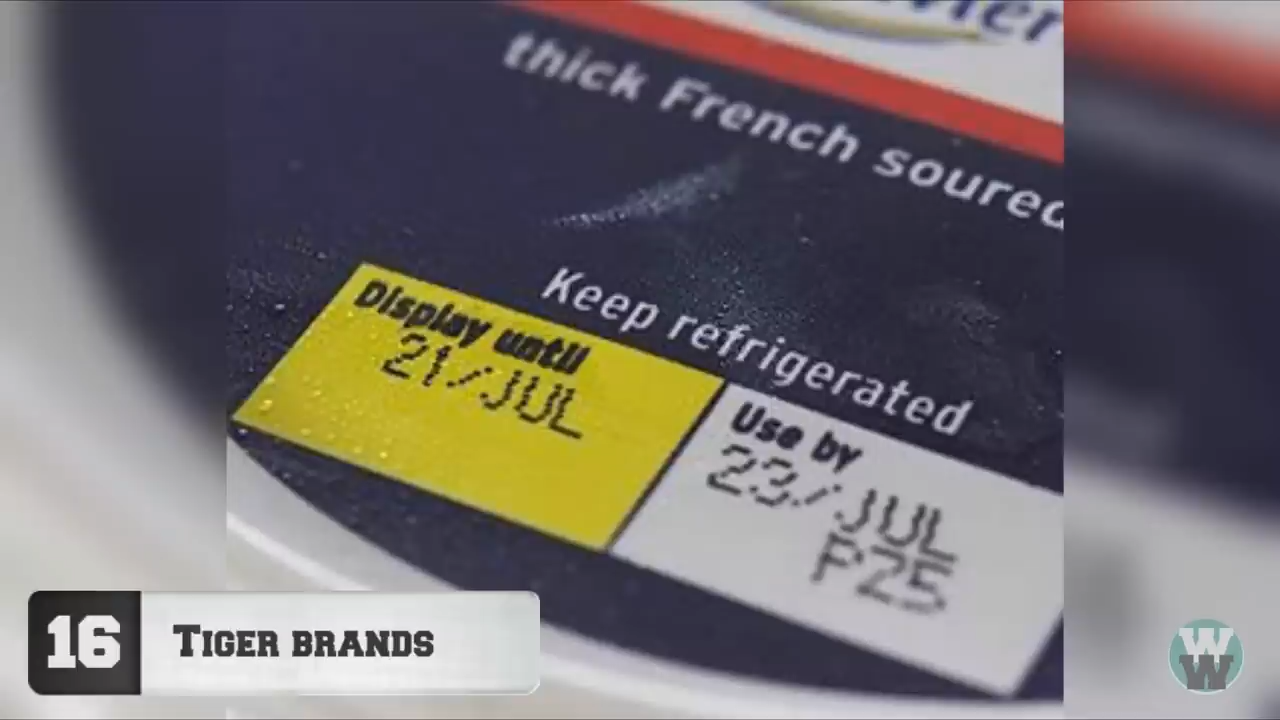 thick French soured
Keep refrigerated
Display until
21/JUL
Use by
23/JUL
P25
16 TIGER BRANDS
W
W